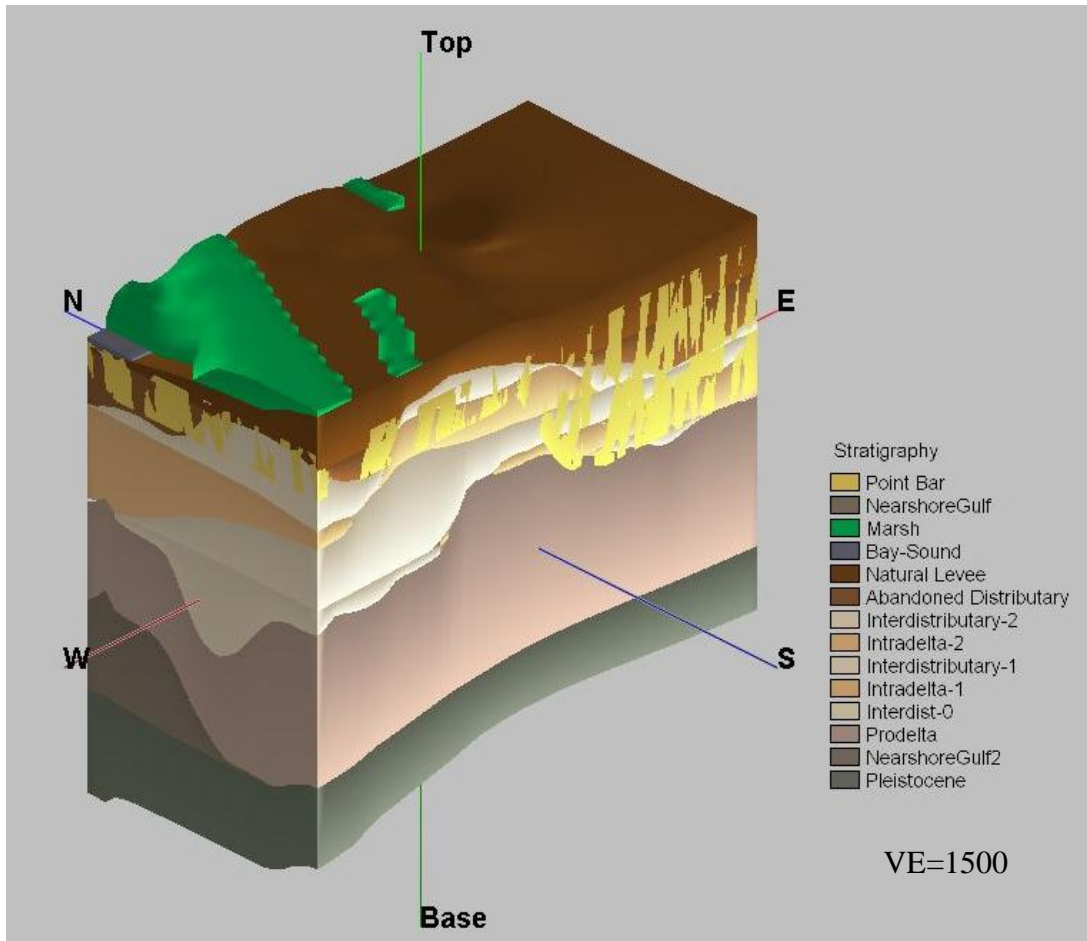 Top
N
E
W
S
Base
Stratigraphy
Point Bar
NearshoreGulf
Marsh
Bay-Sound
Natural Levee
Abandoned Distributary
Interdistributary-2
Intradelta-2
Interdistributary-1
Intradelta-1
Interdist-0
Prodelta
NearshoreGulf2
Pleistocene
VE=1500